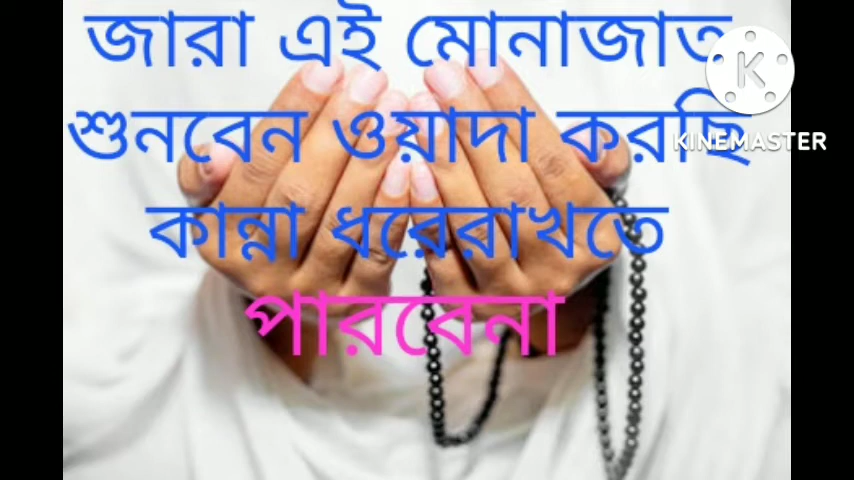 জারা এই মোনাজাত
শুনবেন ওয়াদা করছি
কান্না ধরেরাখতে
পারবেনা
K
KINEMASTER